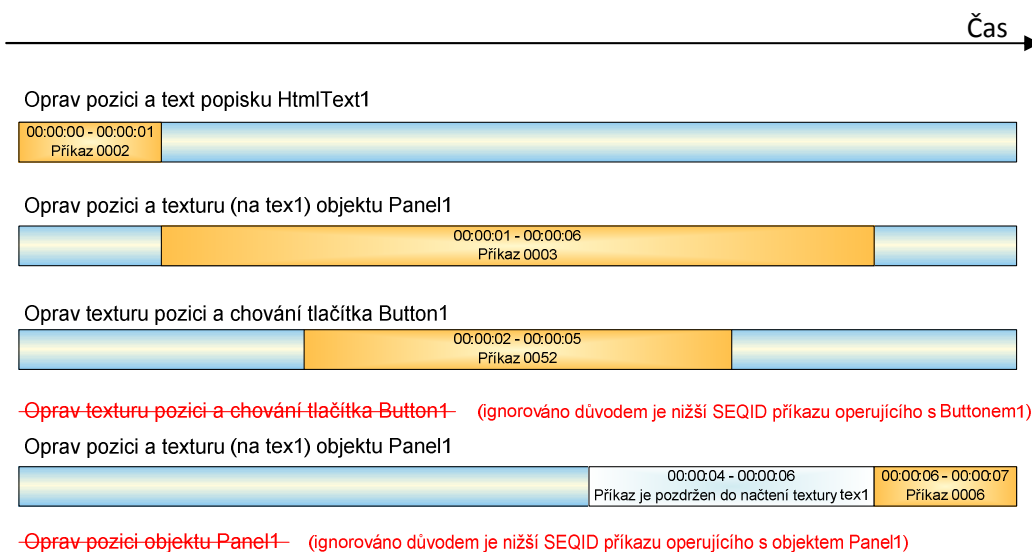 Čas
Oprav pozici a text popisku HtmlText1
00:00:00 - 00:00:01
Příkaz 0002
Oprav pozici a texturu (na tex1) objektu Panel1
00:00:01 - 00:00:06
Příkaz 0003
Oprav texturu pozici a chování tlačítka Button1
00:00:02 - 00:00:05
Příkaz 0052
Oprav texturu pozici a chování tlačítka Button1 (ignorováno důvodem je nižší SEQID příkazu operujícího s Buttonem1)
Oprav pozici a texturu (na tex1) objektu Panel1
00:00:04 - 00:00:06
Příkaz je pozdržen do načtení textury tex1
00:00:06 - 00:00:07
Příkaz 0006
Oprav pozici objektu Panel1 (ignorováno důvodem je nižší SEQID příkazu operujícího s objektem Panel1)